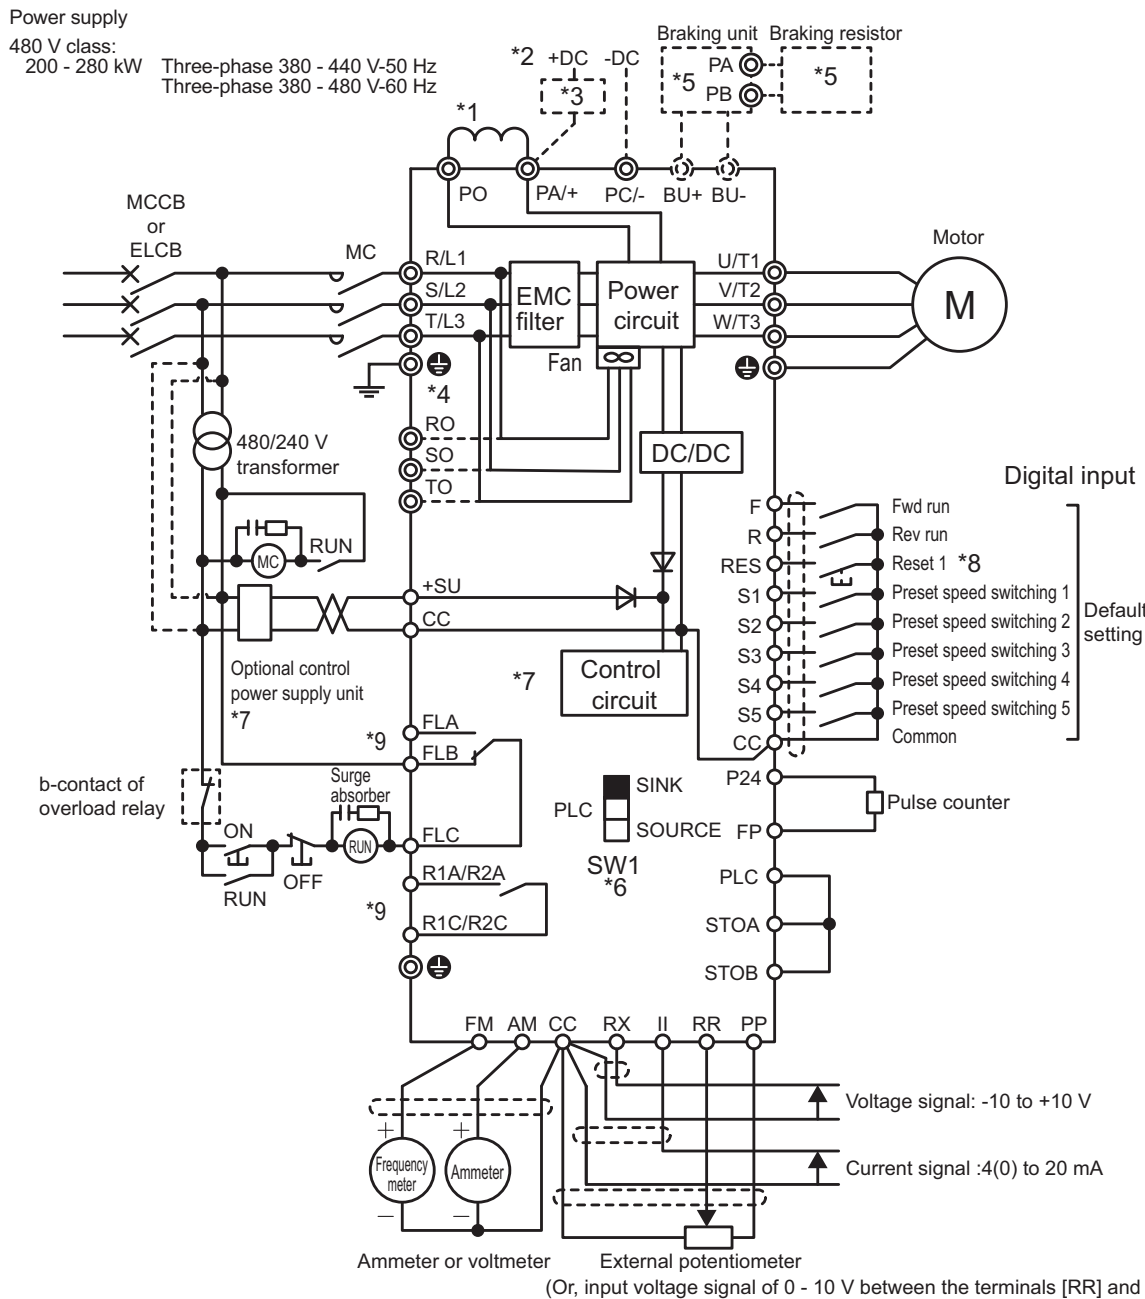 Power supply
480 V class:
200 - 280 kW Three-phase 380 - 440 V-50 Hz
Three-phase 380 - 480 V-60 Hz
*1
*2
+DC
-DC
*3
Braking unit
Braking resistor
PA
PB
*5
*5
PO
PA/+
PC/-
BU+
BU-
MCCB
or
ELCB
MC
R/L1
S/L2
T/L3
EMC
filter
Power
circuit
Fan
U/T1
V/T2
W/T3
Motor
M
*4
RO
SO
TO
480/240 V
transformer
DC/DC
MC
RUN
+SU
CC
Optional control
power supply unit
*7
*7
Control
circuit
Digital input
F
Fwd run
R
Rev run
RES
Reset 1 *8
S1
Preset speed switching 1
S2
Preset speed switching 2
S3
Preset speed switching 3
S4
Preset speed switching 4
S5
Preset speed switching 5
CC
Common
Default
setting
*9
FLA
FLB
FLC
b-contact of
overload relay
Surge
absorber
ON
OFF
RUN
RUN
PLC
SINK
SOURCE
SW1
*6
P24
FP
Pulse counter
PLC
STOA
STOB
*9
R1A/R2A
R1C/R2C
FM
AM
CC
RX
II
RR
PP
Voltage signal: -10 to +10 V
Current signal :4(0) to 20 mA
+
+
Frequency
meter
Ammeter
−
−
Ammeter or voltmeter
External potentiometer
(Or, input voltage signal of 0 - 10 V between the terminals [RR] and